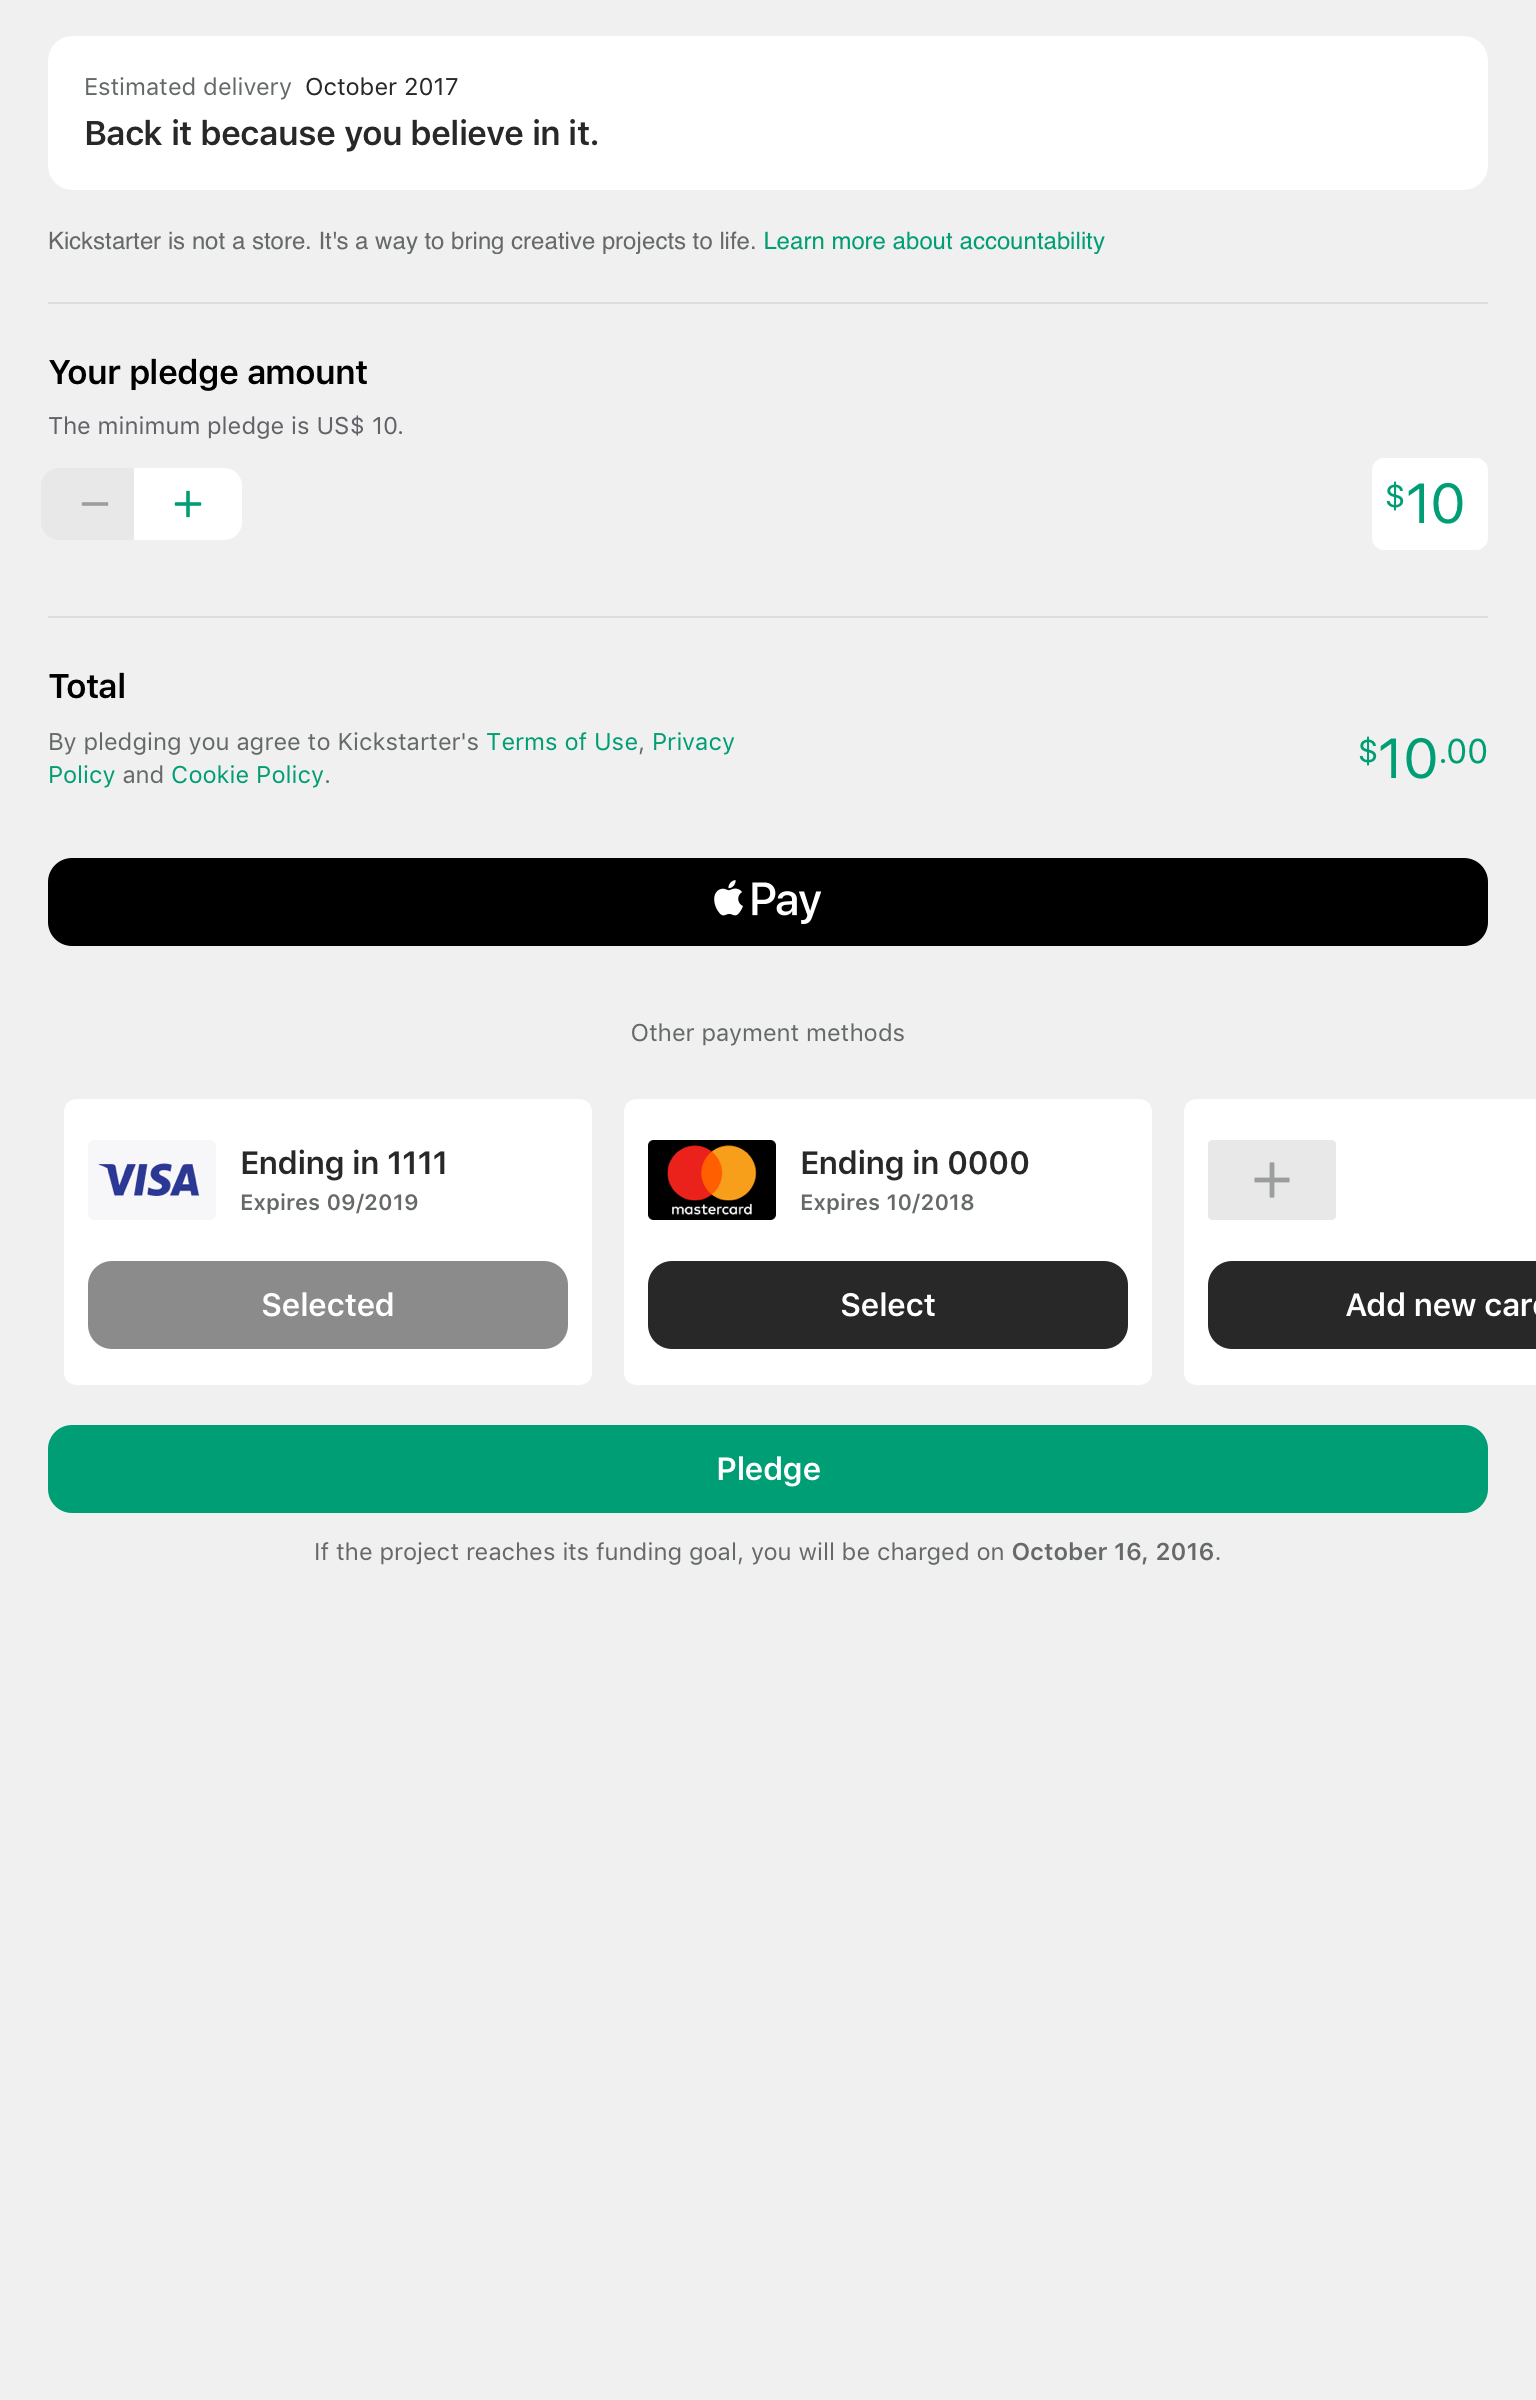 Estimated delivery October 2017
Back it because you believe in it.
Kickstarter is not a store. It's a way to bring creative projects to life. Learn more about accountability
Your pledge amount
The minimum pledge is US$ 10.
− +
$10
Total
By pledging you agree to Kickstarter's Terms of Use, Privacy
Policy and Cookie Policy.
$10.00
Pay
Other payment methods
VISA
Ending in 1111
Expires 09/2019
Selected
mastercard
Ending in 0000
Expires 10/2018
Select
+
Add new car
Pledge
If the project reaches its funding goal, you will be charged on October 16, 2016.